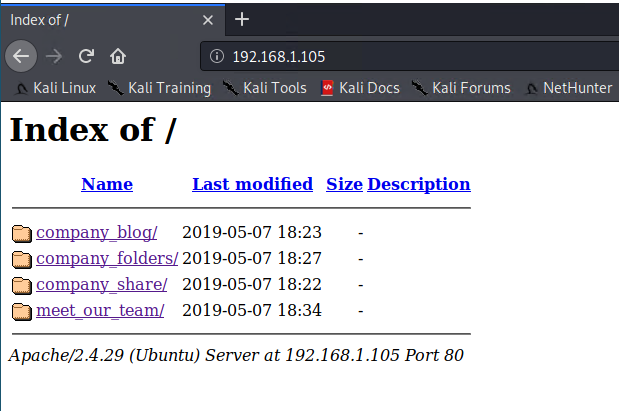 Index of /
192.168.1.105
Kali Linux Kali Training Kali Tools Kali Docs Kali Forums NetHunter
Index of /
Name Last modified Size Description
company_blog/ 2019-05-07 18:23 -
company_folders/ 2019-05-07 18:27 -
company_share/ 2019-05-07 18:22 -
meet_our_team/ 2019-05-07 18:34 -
Apache/2.4.29 (Ubuntu) Server at 192.168.1.105 Port 80